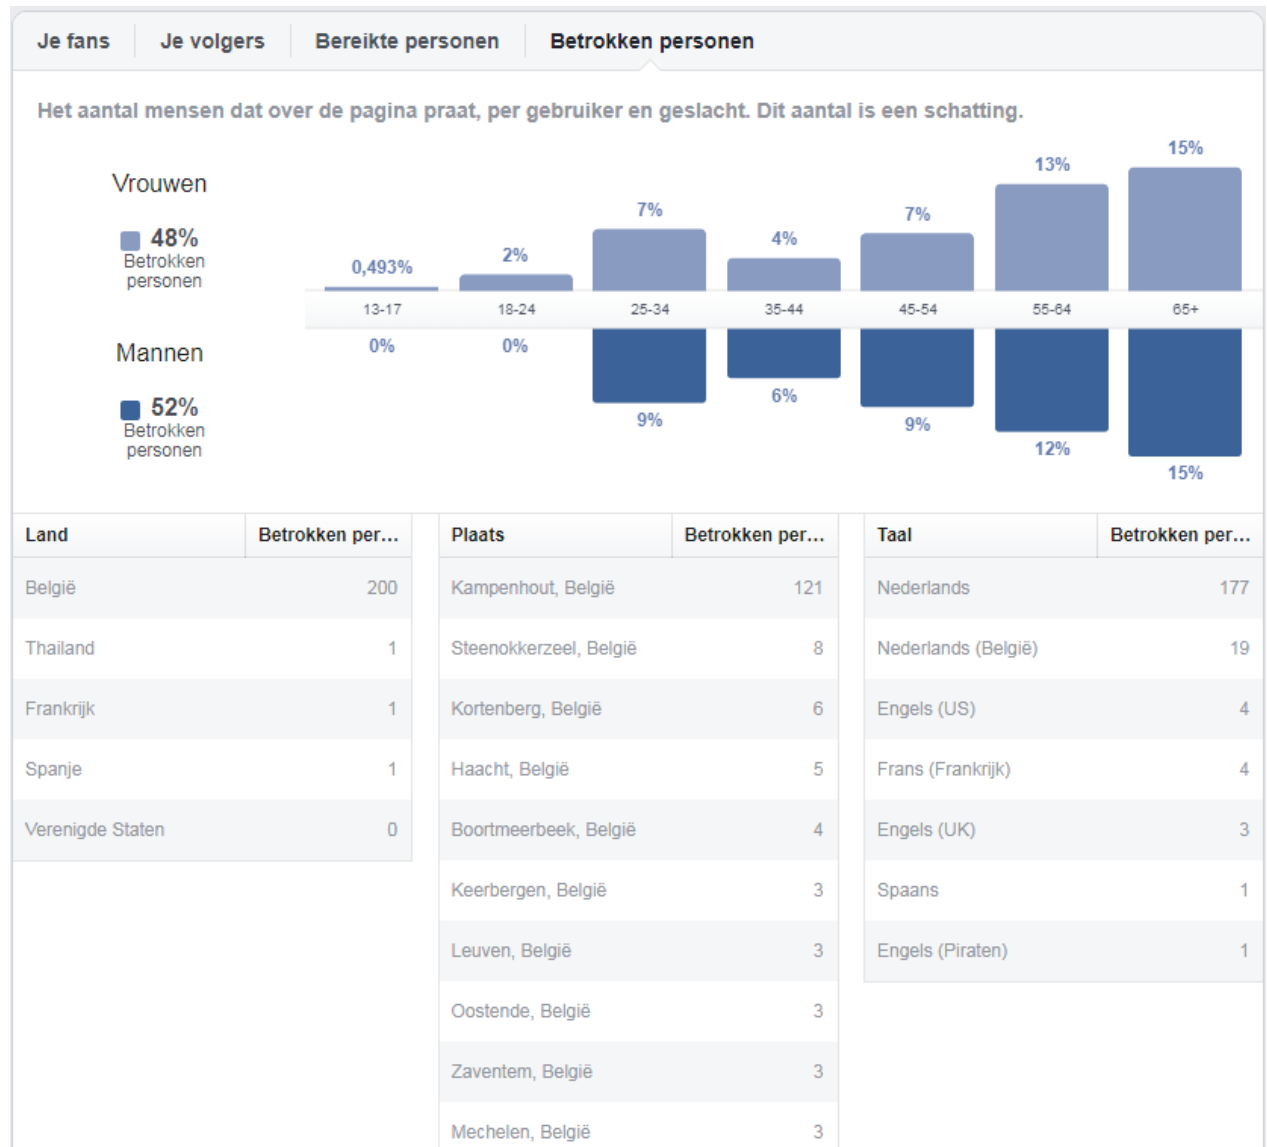 Je fans Je volgers Bereikte personen Betrokken personen
Het aantal mensen dat over de pagina praat, per gebruiker en geslacht. Dit aantal is een schatting.
Vrouwen
48%
Betrokken
personen
0,493% 2% 7% 4% 7% 13% 15%
13-17 18-24 25-34 35-44 45-54 55-64 65+
Mannen
52%
Betrokken
personen
0% 0% 9% 6% 9% 12% 15%
Land Betrokken per...
België 200
Thailand 1
Frankrijk 1
Spanje 1
Verenigde Staten 0
Plaats Betrokken per...
Kampenhout, België 121
Steenokkerzeel, België 8
Kortenberg, België 6
Haacht, België 5
Boortmeerbeek, België 4
Keerbergen, België 3
Leuven, België 3
Oostende, België 3
Zaventem, België 3
Mechelen, België 3
Taal Betrokken per...
Nederlands 177
Nederlands (België) 19
Engels (US) 4
Frans (Frankrijk) 4
Engels (UK) 3
Spaans 1
Engels (Piraten) 1